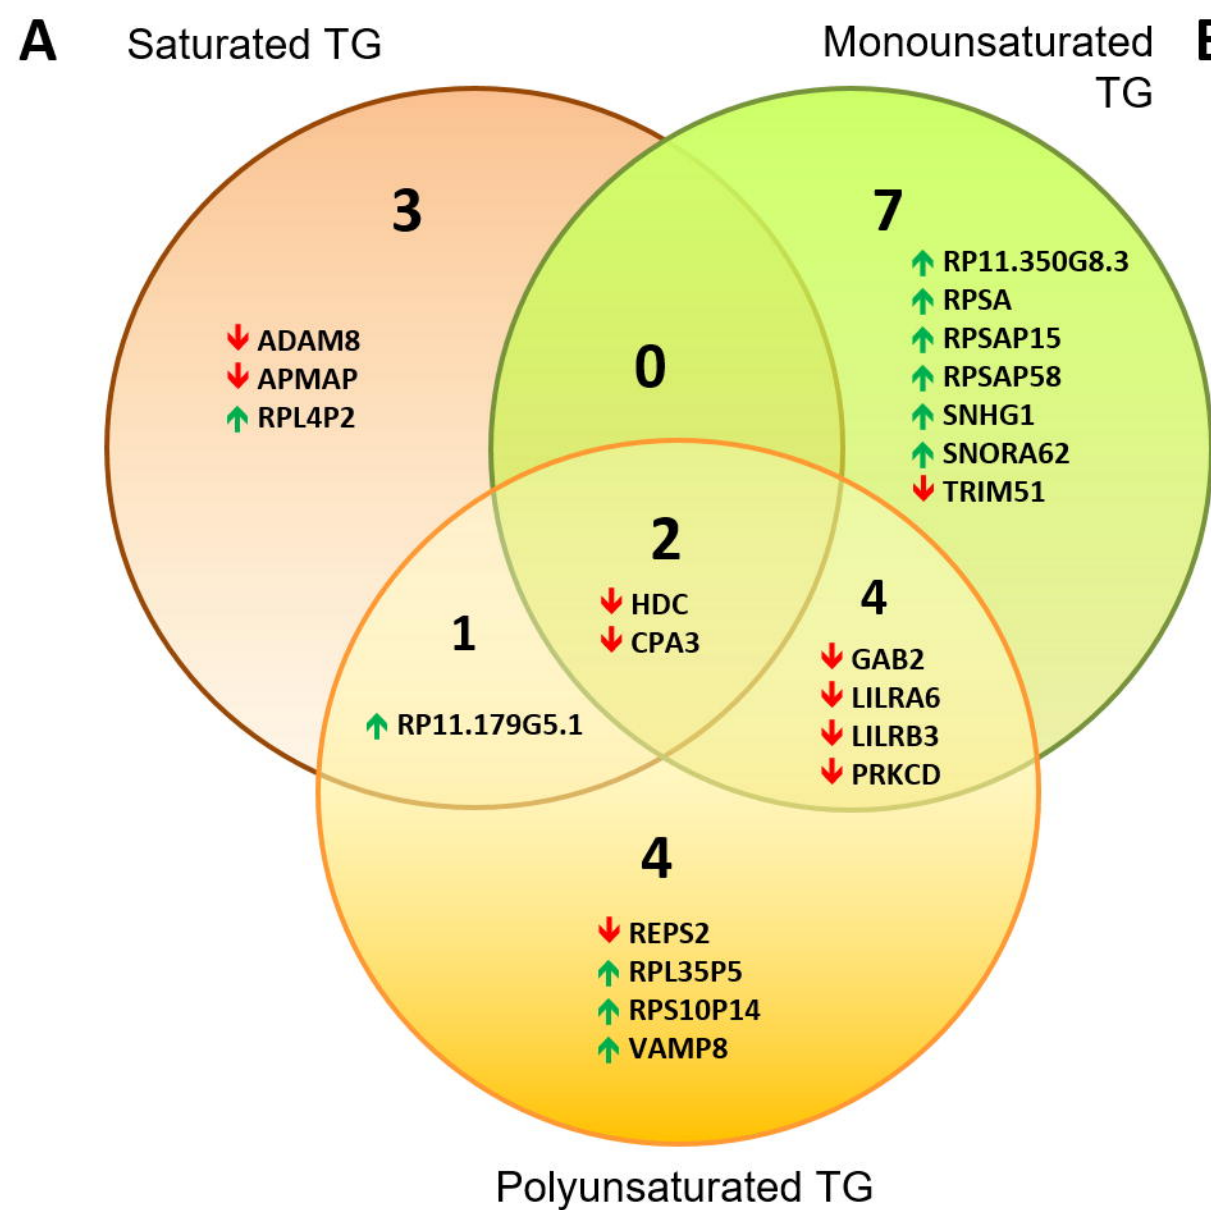 A
Saturated TG
Monounsaturated
TG
3
ADAM8
APMAP
RPL4P2
7
RP11.350G8.3
RPSA
RPSAP15
RPSAP58
SNHG1
SNORA62
TRIM51
0
2
HDC
CPA3
1
RP11.179G5.1
4
GAB2
LILRA6
LILRB3
PRKCD
4
REPS2
RPL35P5
RPS10P14
VAMP8
Polyunsaturated TG